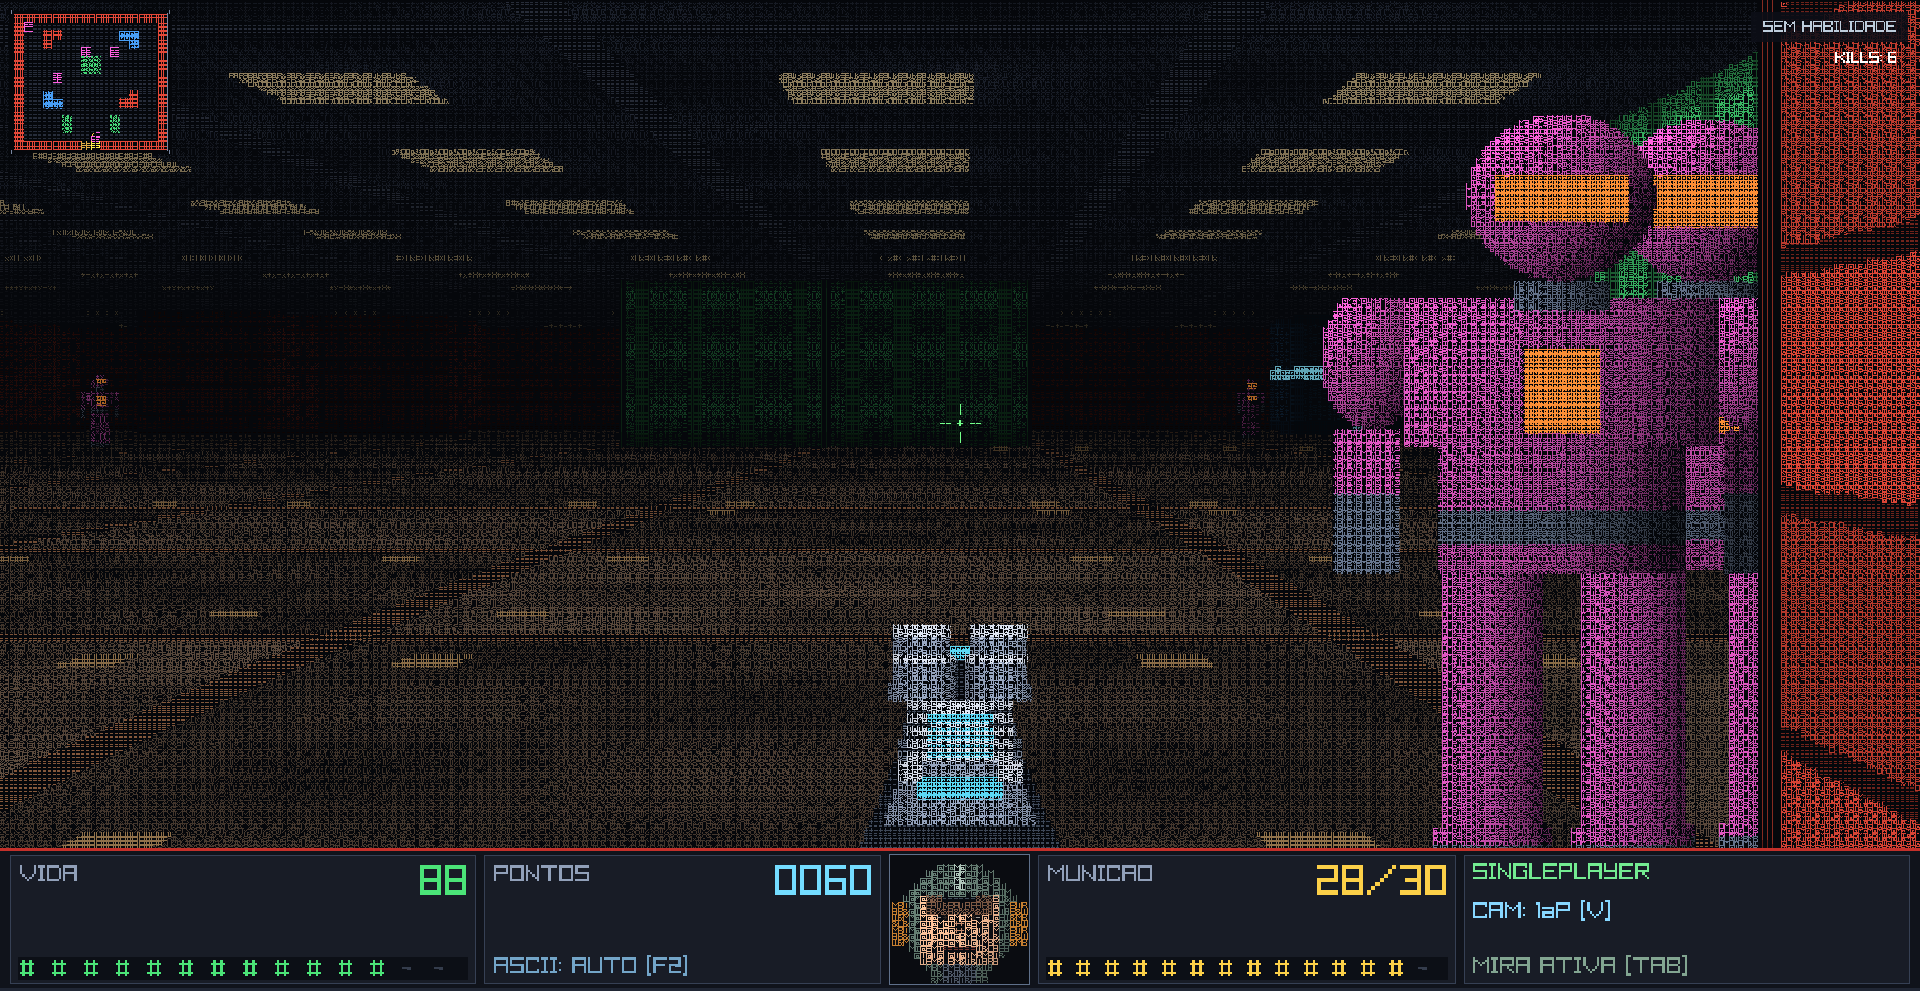 SEM HABILIDADE
KILLS: 6
VIDA 88
PONTOS 0060
ASCII: AUTO [F2]
MUNICAO 28/30
SINGLEPLAYER
CAM: 1aP [V]
MIRA ATIVA [TAB]